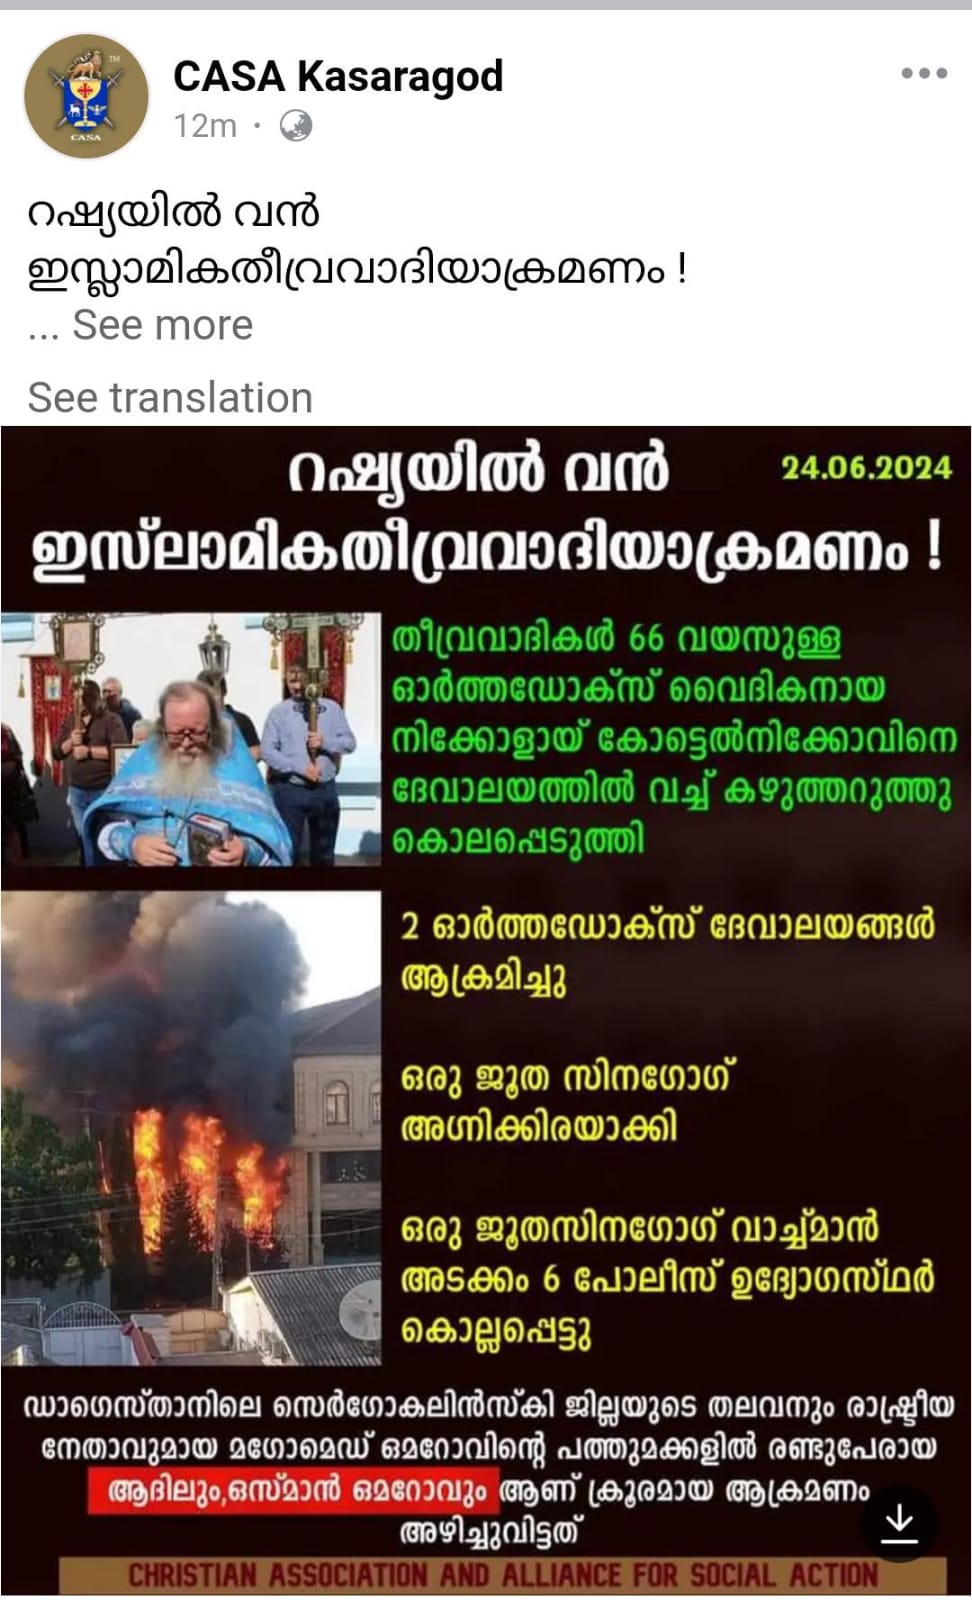 CASA Kasaragod
12m
TM
CASA
റഷ്യയിൽ വൻ
ഇസ്ലാമികതീവ്രവാദിയാക്രമണം !
... See more
See translation
റഷ്യയിൽ വൻ
24.06.2024
ഇസ്‌ലാമികതീവ്രവാദിയാക്രമണം !
തീവ്രവാദികൾ 66 വയസുള്ള
ഓർത്തഡോക്സ് വൈദികനായ
നിക്കോളായ് കോട്ടെൽനിക്കോവിനെ
ദേവാലയത്തിൽ വച്ച് കഴുത്തറുത്തു
കൊലപ്പെടുത്തി
2 ഓർത്തഡോക്സ് ദേവാലയങ്ങൾ
ആക്രമിച്ചു
ഒരു ജൂത സിനഗോഗ്
അഗ്നിക്കിരയാക്കി
ഒരു ജൂതസിനഗോഗ് വാച്ച്മാൻ
അടക്കം 6 പോലീസ് ഉദ്യോഗസ്ഥർ
കൊല്ലപ്പെട്ടു
ഡാഗെസ്താനിലെ സെർഗോകലിൻസ്കി ജില്ലയുടെ തലവനും രാഷ്ട്രീയ
നേതാവുമായ മഗോമെഡ് ഒമറോവിന്റെ പത്തുമക്കളിൽ രണ്ടുപേരായ
ആദിലും,ഒസ്മാൻ ഒമറോവും ആണ് ക്രൂരമായ ആക്രമണം
അഴിച്ചുവിട്ടത്
CHRISTIAN ASSOCIATION AND ALLIANCE FOR SOCIAL ACTION